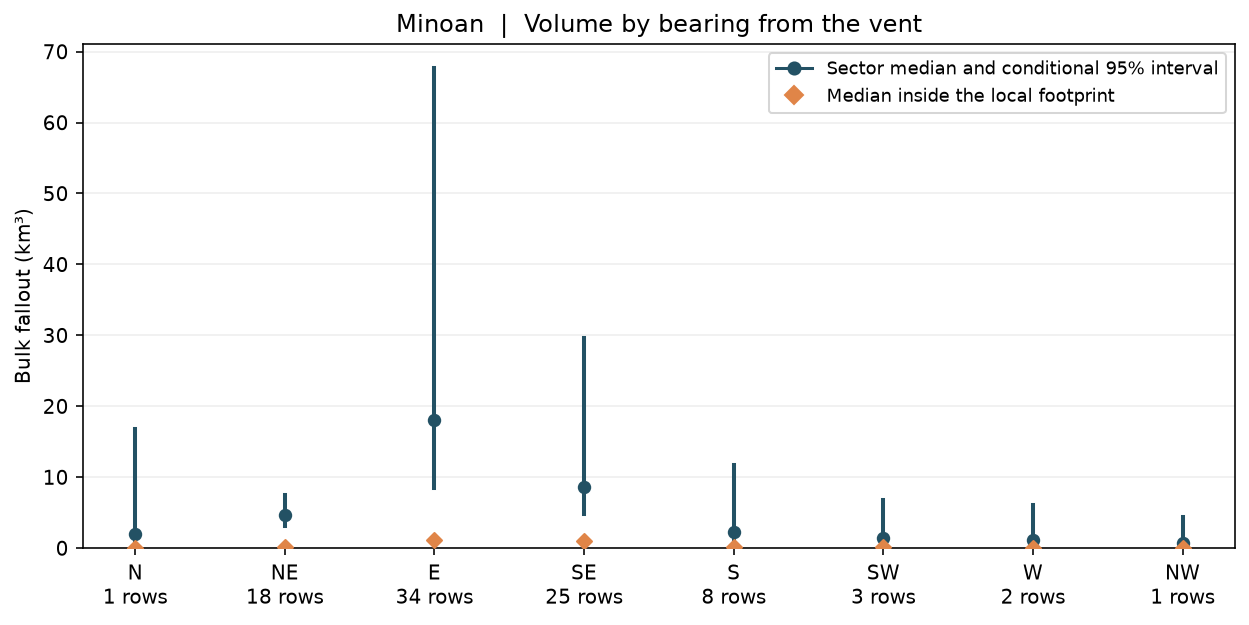 Minoan | Volume by bearing from the vent
Sector median and conditional 95% interval
Median inside the local footprint
Bulk fallout (km³)
70
60
50
40
30
20
10
0
N NE E SE S SW W NW
1 rows 18 rows 34 rows 25 rows 8 rows 3 rows 2 rows 1 rows